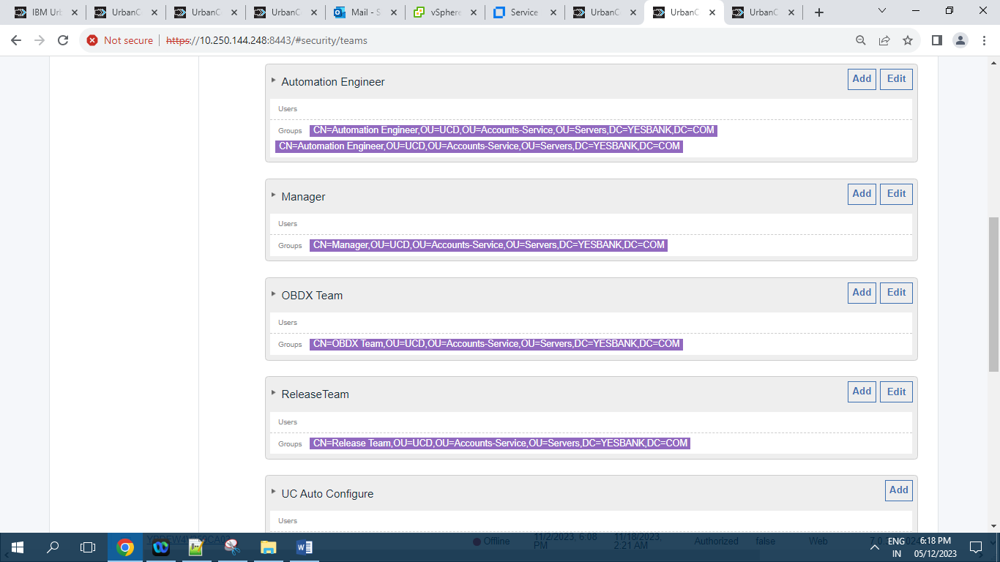 IBM Urb
UrbanC
UrbanC
UrbanC
Mail - S
vSphere
Service
UrbanC
UrbanC
UrbanC
Not secure
https://10.250.144.248:8443/#security/teams
Automation Engineer
Add
Edit
Users
Groups CN=Automation Engineer,OU=UCD,OU=Accounts-Service,OU=Servers,DC=YESBANK,DC=COM
CN=Automation Engineer,OU=UCD,OU=Accounts-Service,OU=Servers,DC=YESBANK,DC=COM
Manager
Add
Edit
Users
Groups CN=Manager,OU=UCD,OU=Accounts-Service,OU=Servers,DC=YESBANK,DC=COM
OBDX Team
Add
Edit
Users
Groups CN=OBDX Team,OU=UCD,OU=Accounts-Service,OU=Servers,DC=YESBANK,DC=COM
ReleaseTeam
Add
Edit
Users
Groups CN=Release Team,OU=UCD,OU=Accounts-Service,OU=Servers,DC=YESBANK,DC=COM
UC Auto Configure
Add
Users
Offline
11/2/2023, 6:08
PM
11/18/2023,
2:21 AM
Authorized
false
Web
ENG
IN
6:18 PM
05/12/2023